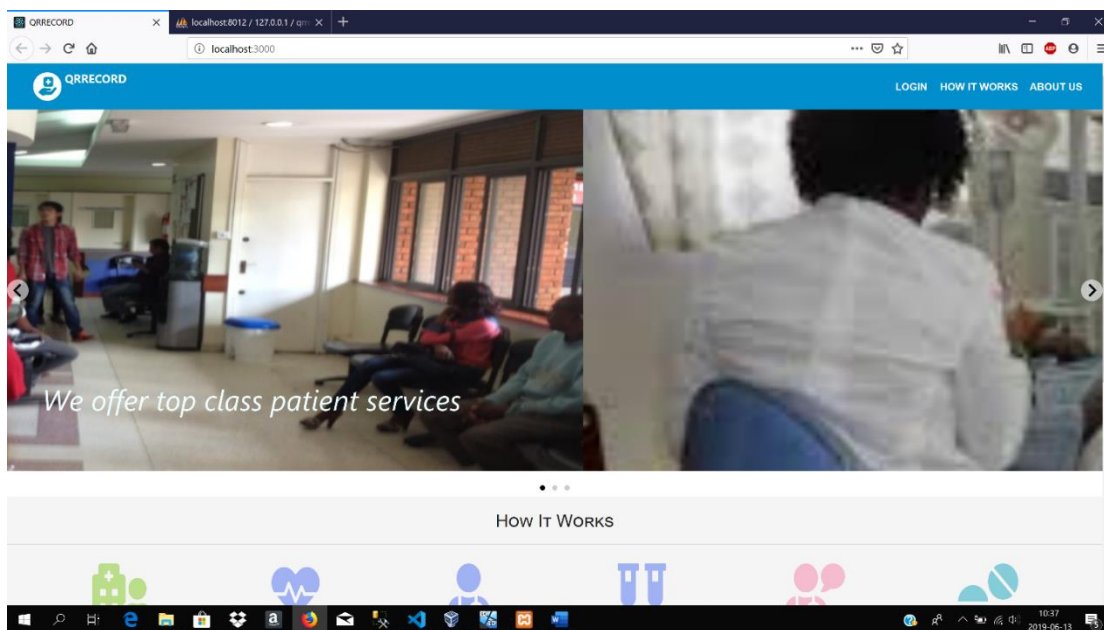 QRRECORD
localhost:8012 / 127.0.0.1 /
localhost:3000
QRRECORD
LOGIN HOW IT WORKS ABOUT US
We offer top class patient services
How It Works
10:37
2019-06-13